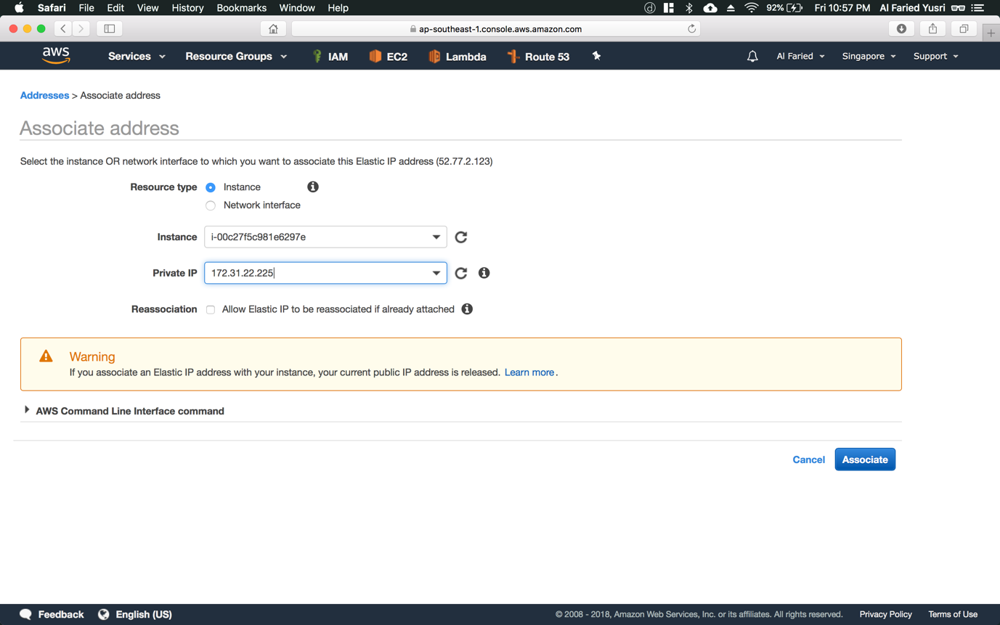 Safari File Edit View History Bookmarks Window Help 92% Fri 10:57 PM Al Faried Yusri
ap-southeast-1.console.aws.amazon.com
aws Services Resource Groups IAM EC2 Lambda Route 53 Al Faried Singapore Support
Addresses > Associate address
Associate address
Select the instance OR network interface to which you want to associate this Elastic IP address (52.77.2.123)
Resource type Instance
Network interface
Instance i-00c27f5c981e6297e
Private IP 172.31.22.225
Reassociation Allow Elastic IP to be reassociated if already attached
Warning
If you associate an Elastic IP address with your instance, your current public IP address is released. Learn more.
AWS Command Line Interface command
Cancel Associate
Feedback English (US) © 2008 - 2018, Amazon Web Services, Inc. or its affiliates. All rights reserved. Privacy Policy Terms of Use